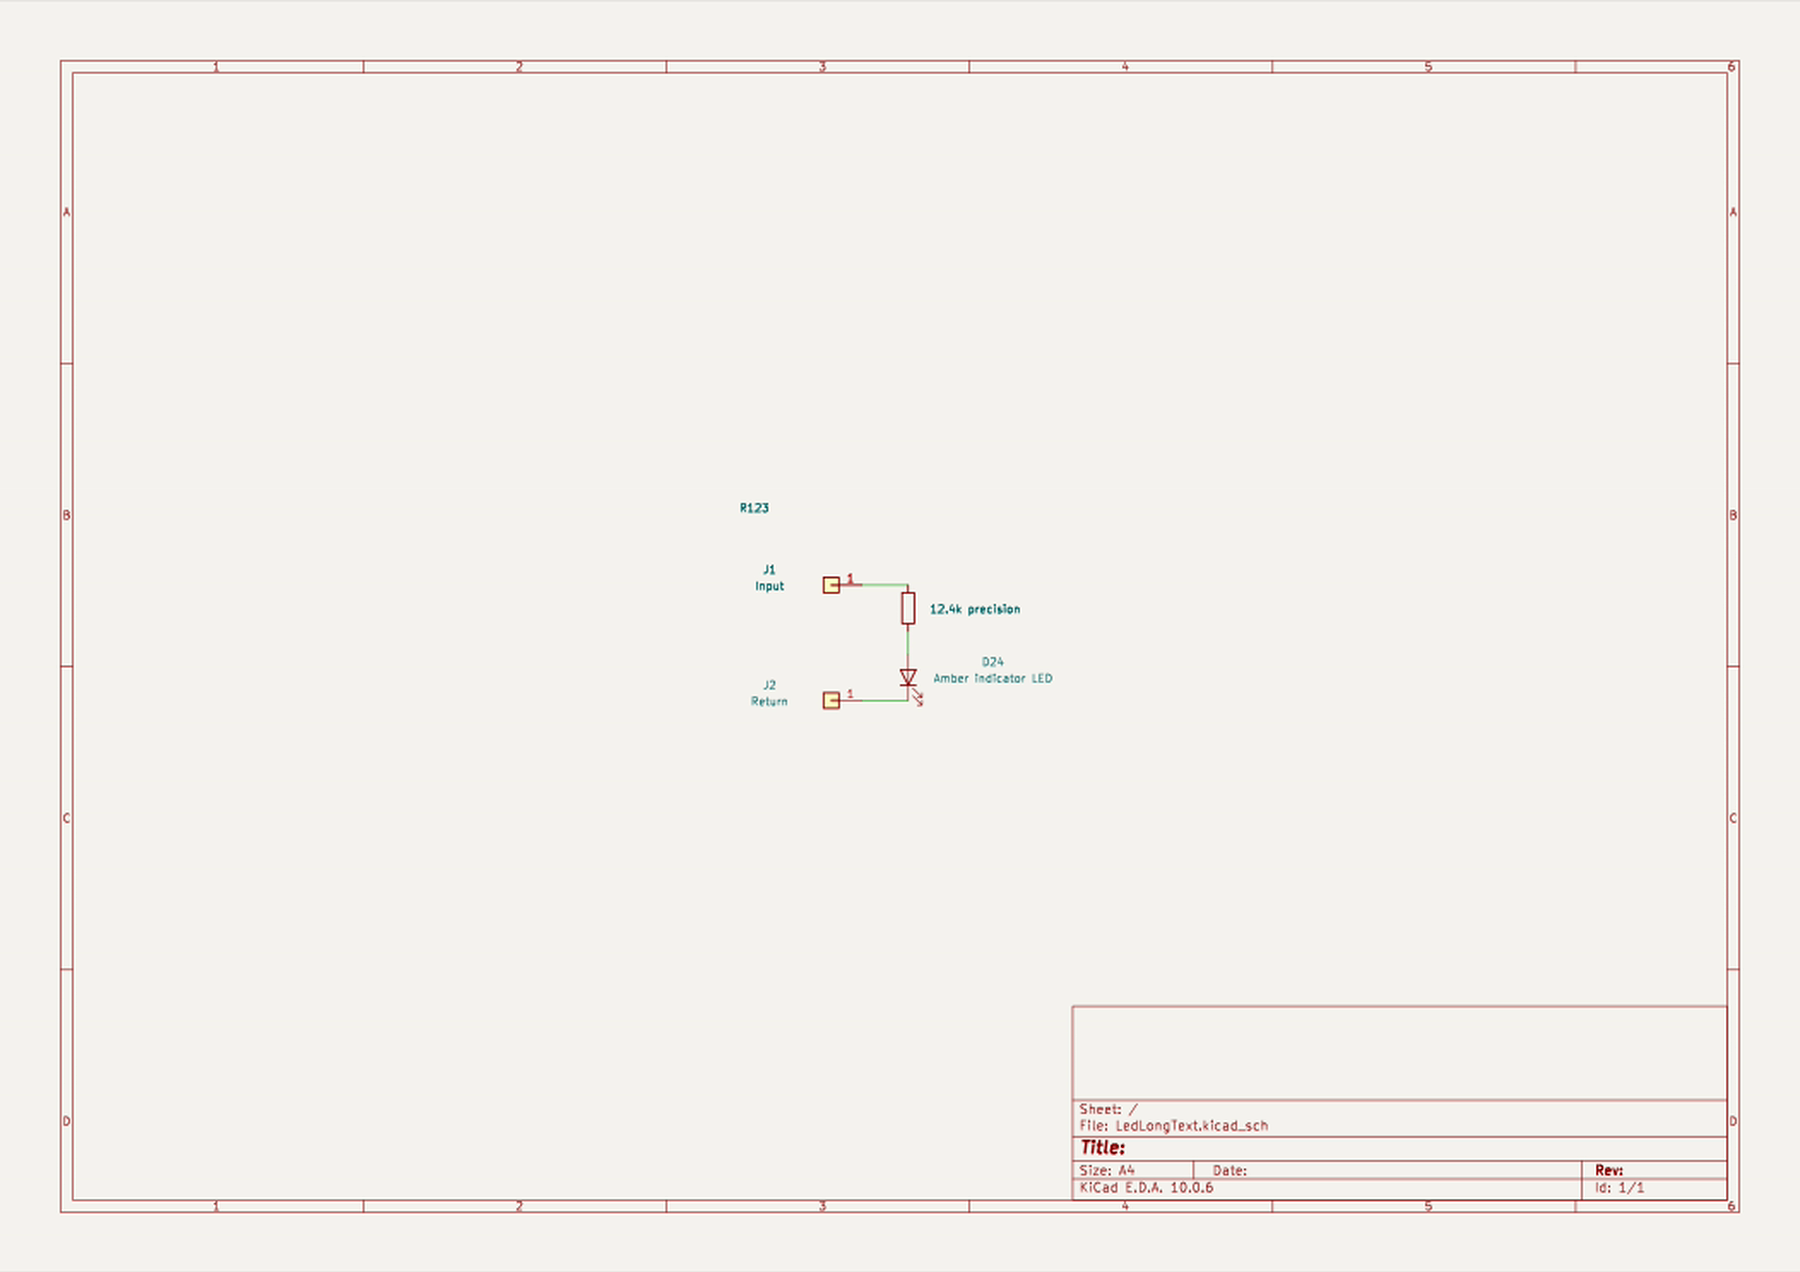 1 2 3 4 5 6
A A
R123
B B
J1
Input
1
12.4k precision
D24
Amber indicator LED
J2
Return
1
C C
Sheet: /
File: LedLongText.kicad_sch
D D
Title:
Size: A4 Date: Rev:
KiCad E.D.A. 10.0.6 Id: 1/1
1 2 3 4 5 6